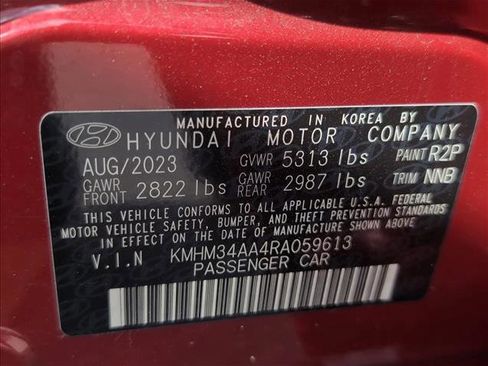 MANUFACTURED IN KOREA BY
HYUNDAI MOTOR COMPANY
AUG/2023 GVWR 5313 lbs PAINT R2P
GAWR FRONT 2822 lbs GAWR REAR 2987 lbs TRIM NNB
THIS VEHICLE CONFORMS TO ALL APPLICABLE U.S.A. FEDERAL
MOTOR VEHICLE SAFETY, BUMPER, AND THEFT PREVENTION
STANDARDS IN EFFECT ON THE DATE OF MANUFACTURE SHOWN ABOVE
V.I.N KMHM34AA4RA059613
PASSENGER CAR